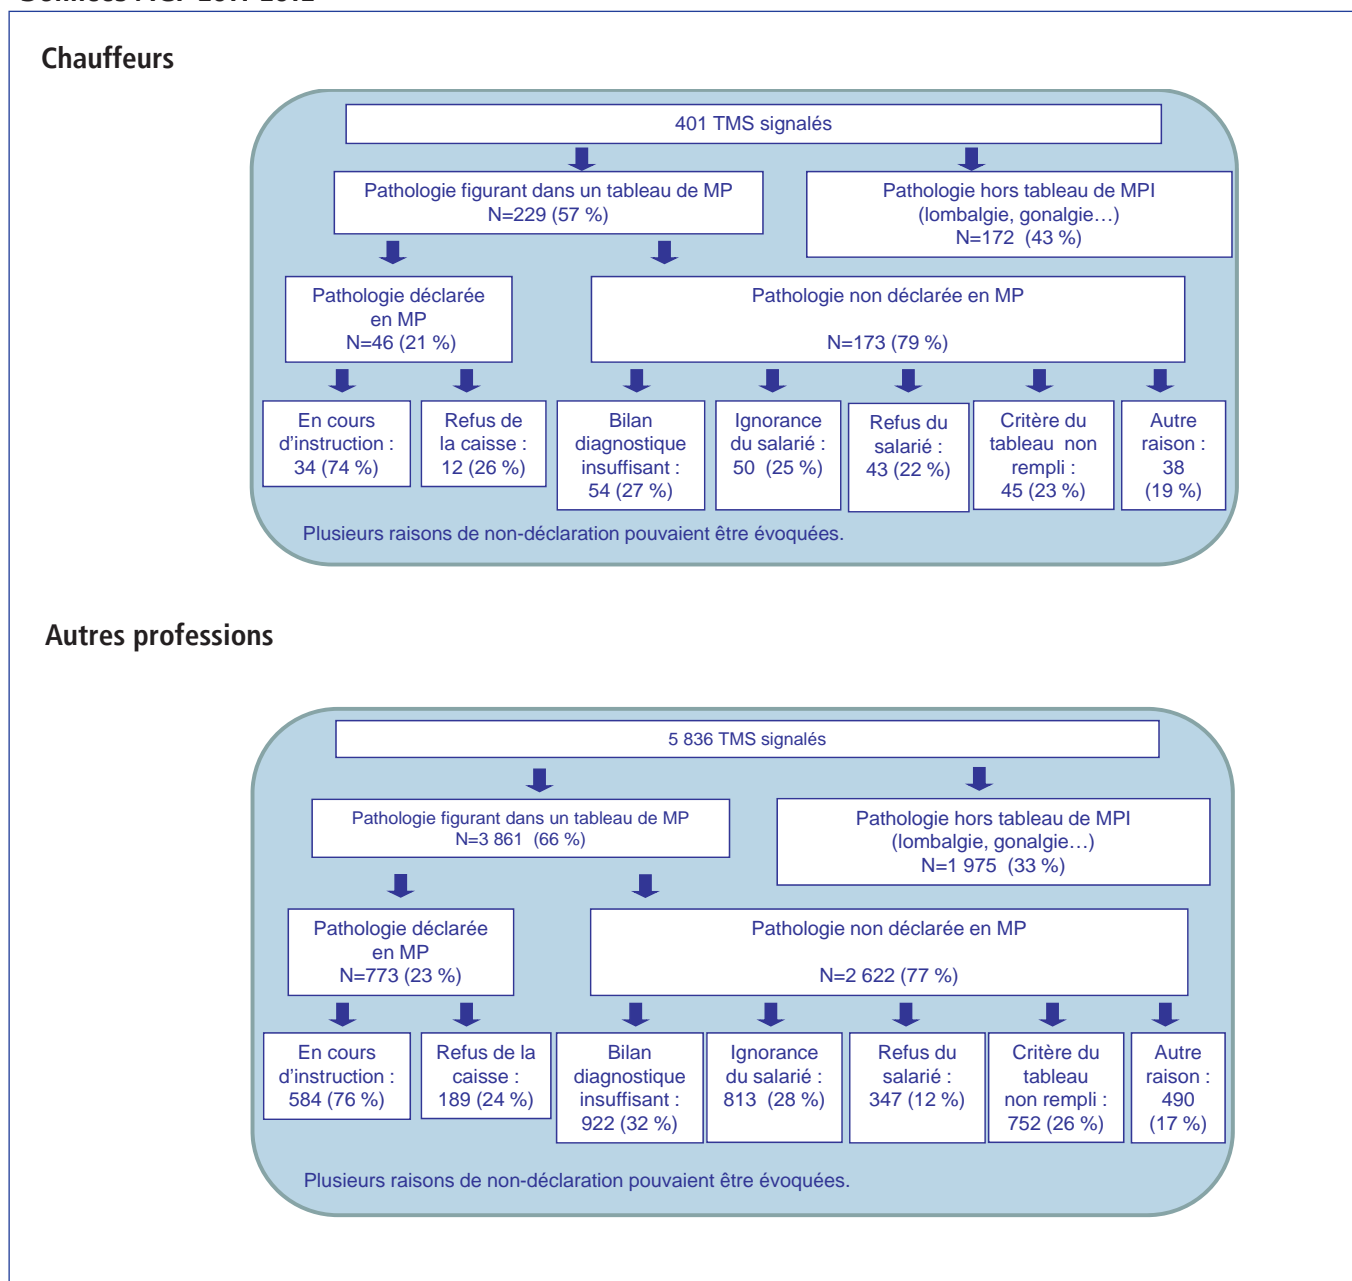 Chauffeurs
401 TMS signalés
Pathologie figurant dans un tableau de MP
N=229 (57 %)
Pathologie hors tableau de MPI
(lombalgie, gonalgie…)
N=172 (43 %)
Pathologie déclarée
en MP
N=46 (21 %)
Pathologie non déclarée en MP
N=173 (79 %)
En cours
d'instruction :
34 (74 %)
Refus de
la caisse :
12 (26 %)
Bilan
diagnostique
insuffisant :
54 (27 %)
Ignorance
du salarié :
50 (25 %)
Refus du
salarié :
43 (22 %)
Critère du
tableau non
rempli :
45 (23 %)
Autre
raison :
38
(19 %)
Plusieurs raisons de non-déclaration pouvaient être évoquées.
Autres professions
5 836 TMS signalés
Pathologie figurant dans un tableau de MP
N=3 861 (66 %)
Pathologie hors tableau de MPI
(lombalgie, gonalgie…)
N=1 975 (33 %)
Pathologie déclarée
en MP
N=773 (23 %)
Pathologie non déclarée en MP
N=2 622 (77 %)
En cours
d'instruction :
584 (76 %)
Refus de la
caisse :
189 (24 %)
Bilan
diagnostique
insuffisant :
922 (32 %)
Ignorance
du salarié :
813 (28 %)
Refus du
salarié :
347 (12 %)
Critère du
tableau
non rempli :
752 (26 %)
Autre
raison :
490
(17 %)
Plusieurs raisons de non-déclaration pouvaient être évoquées.